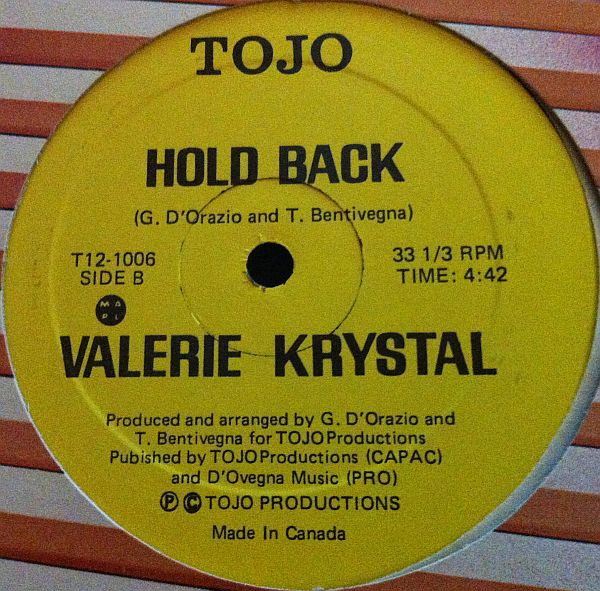 TOJO
HOLD BACK
(G. D'Orazio and T. Bentivegna)
T12-1006
SIDE B
33 1/3 RPM
TIME: 4:42
MAPL
VALERIE KRYSTAL
Produced and arranged by G. D'Orazio and
T. Bentivegna for TOJO Productions
Pubished by TOJO Productions (CAPAC)
and D'Ovegna Music (PRO)
Ⓟ © TOJO PRODUCTIONS
Made In Canada